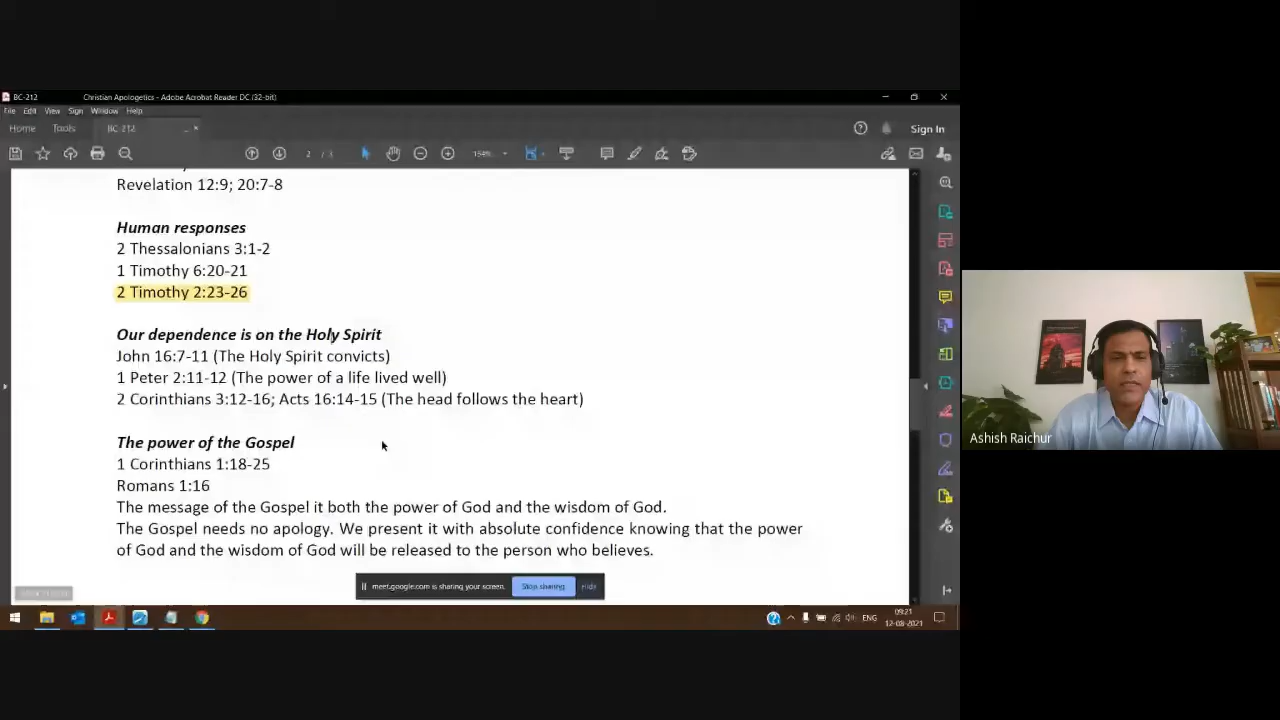 BC-212 Christian Apologetics - Adobe Acrobat Reader DC (32-bit)
File Edit View Sign Window Help
Home Tools BC-212 Sign In
2 / 3 154%
Revelation 12:9; 20:7-8
Human responses
2 Thessalonians 3:1-2
1 Timothy 6:20-21
2 Timothy 2:23-26
Our dependence is on the Holy Spirit
John 16:7-11 (The Holy Spirit convicts)
1 Peter 2:11-12 (The power of a life lived well)
2 Corinthians 3:12-16; Acts 16:14-15 (The head follows the heart)
The power of the Gospel
1 Corinthians 1:18-25
Romans 1:16
The message of the Gospel it both the power of God and the wisdom of God.
The Gospel needs no apology. We present it with absolute confidence knowing that the power
of God and the wisdom of God will be released to the person who believes.
meet.google.com is sharing your screen. Stop sharing Hide
ENG 09:21
12-08-2021
Ashish Raichur